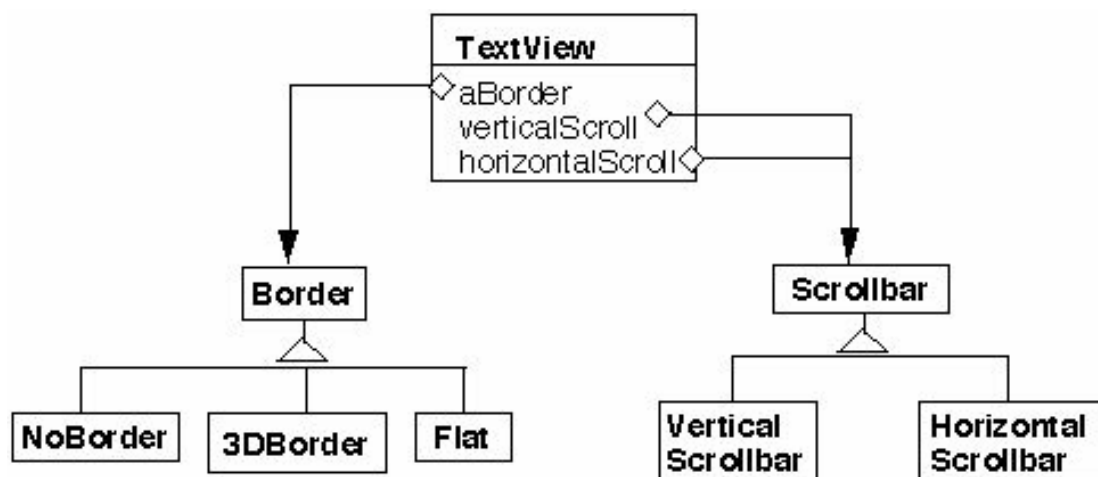 TextView
aBorder
verticalScroll
horizontalScroll
Border
Scrollbar
NoBorder
3DBorder
Flat
Vertical
Scrollbar
Horizontal
Scrollbar